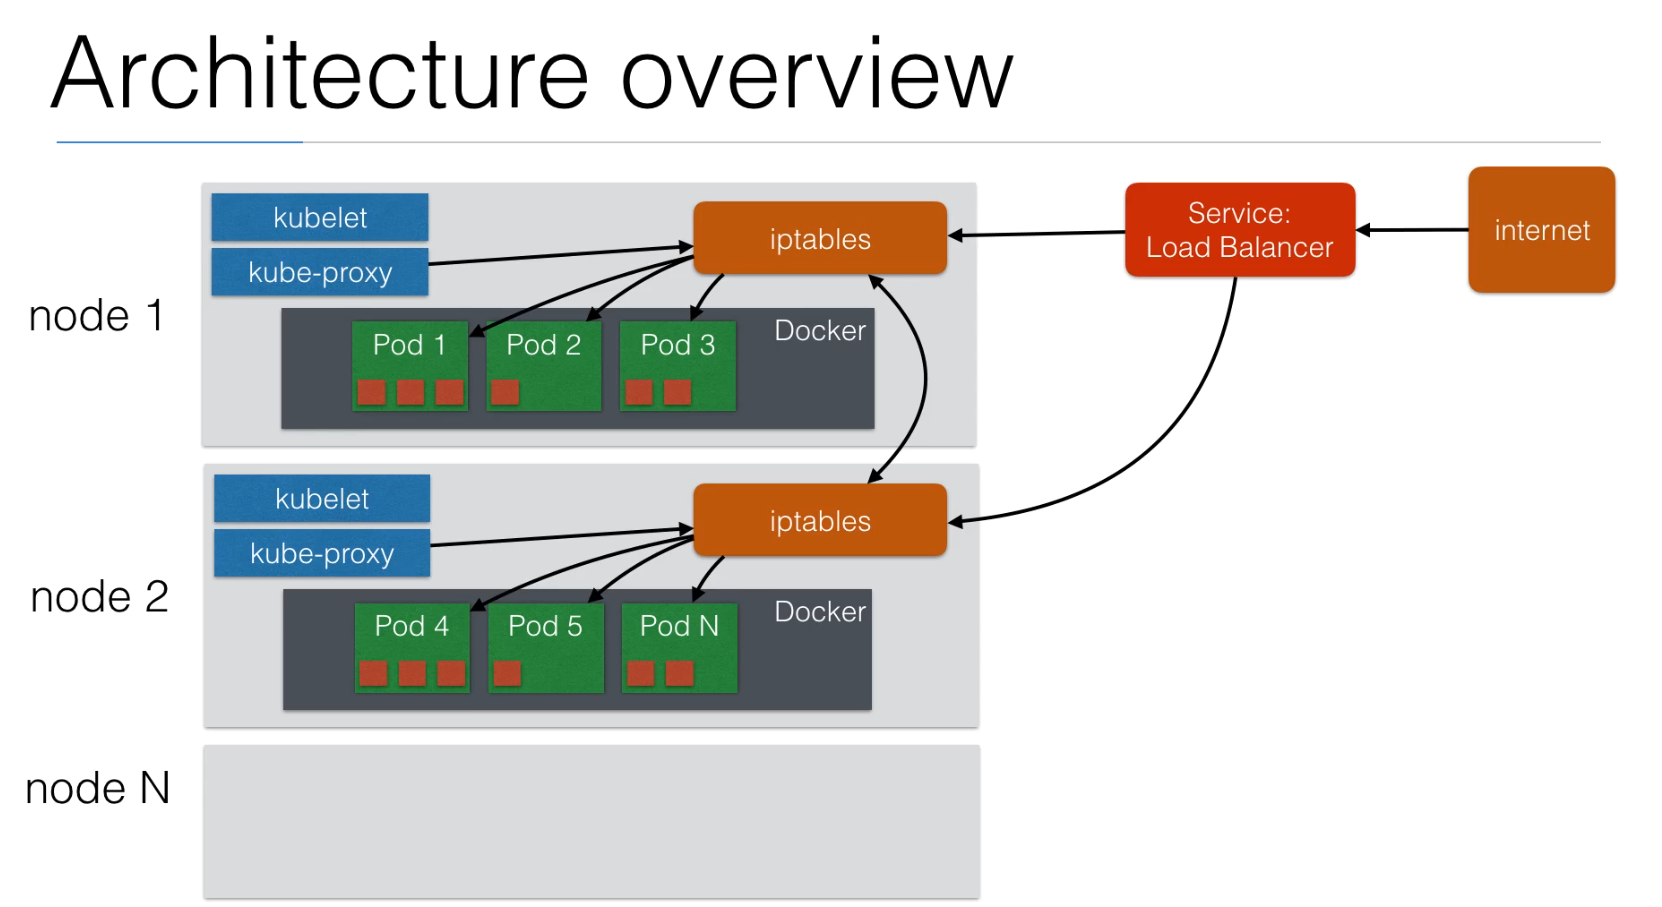 Architecture overview
node 1
kubelet
kube-proxy
iptables
Docker
Pod 1
Pod 2
Pod 3
Service:
Load Balancer
internet
node 2
kubelet
kube-proxy
iptables
Docker
Pod 4
Pod 5
Pod N
node N